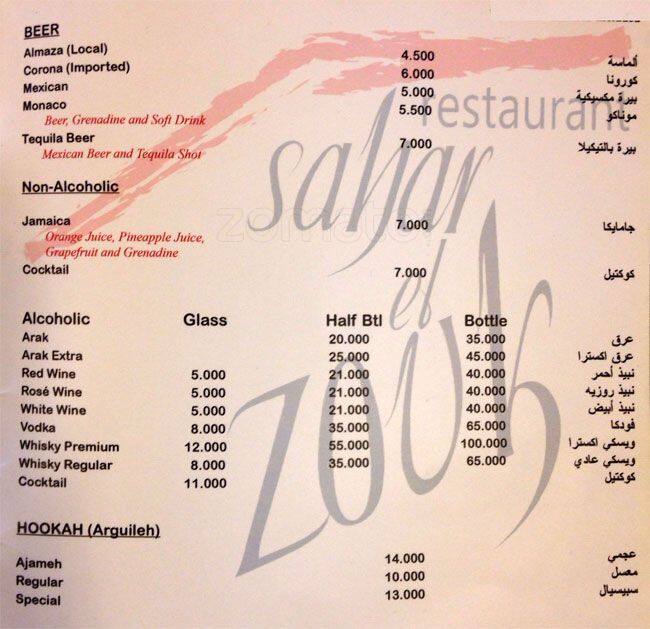 BEER
Almaza (Local) 4.500 ألماسة
Corona (Imported) 6.000 كورونا
Mexican 5.000 بيرة مكسيكية
Monaco 5.500 موناكو
Beer, Grenadine and Soft Drink
Tequila Beer 7.000 بيرة بالتيكيلا
Mexican Beer and Tequila Shot
restaurant
sahar
el
zouk
zomato
Non-Alcoholic
Jamaica 7.000 جامايكا
Orange Juice, Pineapple Juice,
Grapefruit and Grenadine
Cocktail 7.000 كوكتيل
Alcoholic Glass Half Btl Bottle
Arak 20.000 35.000 عرق
Arak Extra 25.000 45.000 عرق اكسترا
Red Wine 5.000 21.000 40.000 نبيذ أحمر
Rosé Wine 5.000 21.000 40.000 نبيذ روزيه
White Wine 5.000 21.000 40.000 نبيذ أبيض
Vodka 8.000 35.000 65.000 فودكا
Whisky Premium 12.000 55.000 100.000 ويسكي اكسترا
Whisky Regular 8.000 35.000 65.000 ويسكي عادي
Cocktail 11.000 كوكتيل
HOOKAH (Arguileh)
Ajameh 14.000 عجمي
Regular 10.000 معسل
Special 13.000 سبيسيال